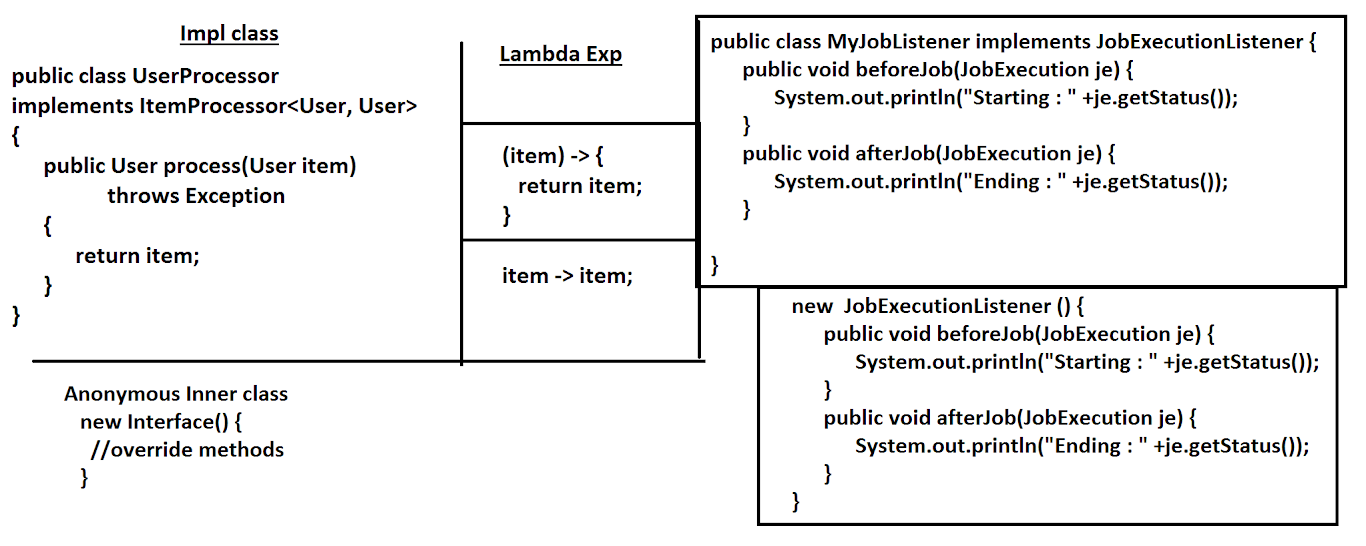 Impl class
public class UserProcessor
implements ItemProcessor<User, User>
{
public User process(User item)
throws Exception
{
return item;
}
}
Lambda Exp
(item) -> {
return item;
}
item -> item;
public class MyJobListener implements JobExecutionListener {
public void beforeJob(JobExecution je) {
System.out.println("Starting : " +je.getStatus());
}
public void afterJob(JobExecution je) {
System.out.println("Ending : " +je.getStatus());
}
}
Anonymous Inner class
new Interface() {
//override methods
}
new JobExecutionListener () {
public void beforeJob(JobExecution je) {
System.out.println("Starting : " +je.getStatus());
}
public void afterJob(JobExecution je) {
System.out.println("Ending : " +je.getStatus());
}
}